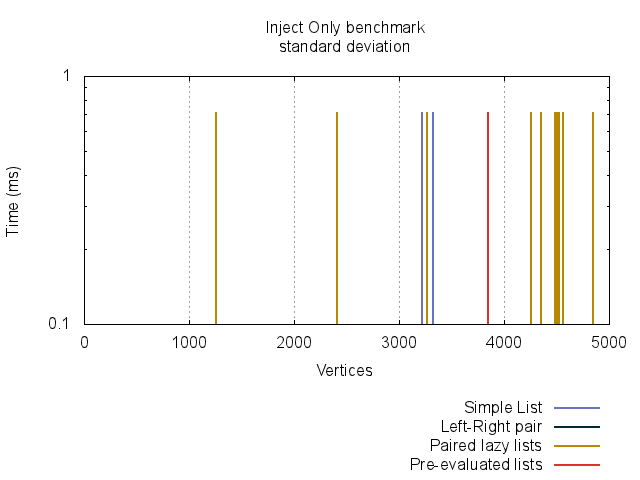 Inject Only benchmark
standard deviation
1
0.1
Time (ms)
0 1000 2000 3000 4000 5000
Vertices
Simple List
Left-Right pair
Paired lazy lists
Pre-evaluated lists